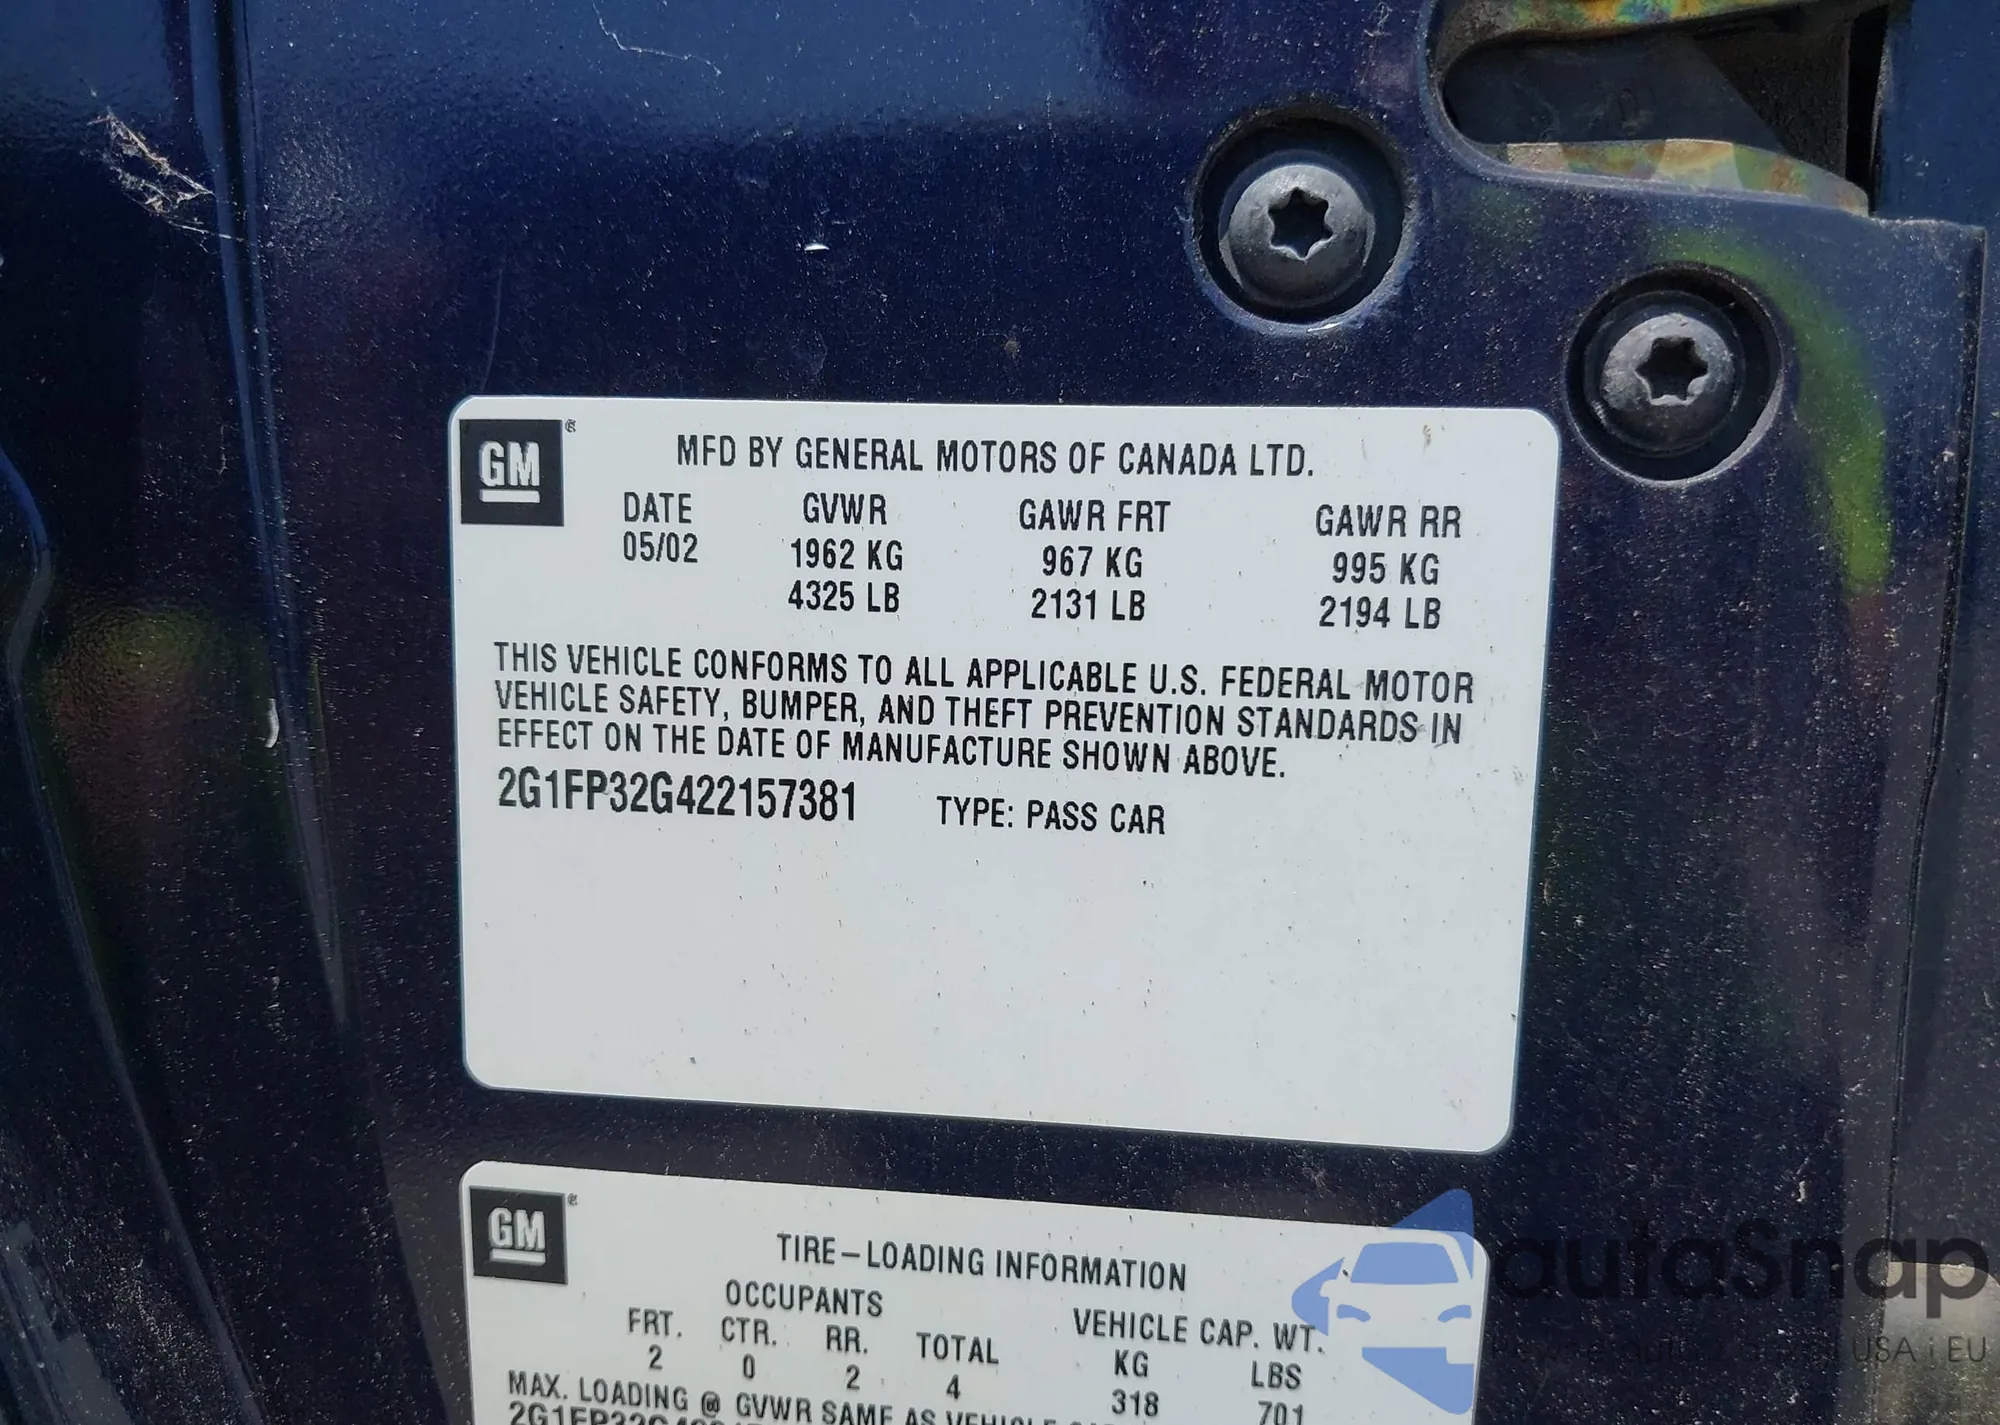 GM
®
MFD BY GENERAL MOTORS OF CANADA LTD.
DATE GVWR GAWR FRT GAWR RR
05/02 1962 KG 967 KG 995 KG
4325 LB 2131 LB 2194 LB
THIS VEHICLE CONFORMS TO ALL APPLICABLE U.S. FEDERAL MOTOR
VEHICLE SAFETY, BUMPER, AND THEFT PREVENTION STANDARDS IN
EFFECT ON THE DATE OF MANUFACTURE SHOWN ABOVE.
2G1FP32G422157381 TYPE: PASS CAR
GM
®
TIRE–LOADING INFORMATION
OCCUPANTS VEHICLE CAP. WT.
FRT. CTR. RR. TOTAL KG LBS
2 0 2 4 318 701
MAX. LOADING @ GVWR SAME AS VEHICLE
autaSnap
USA i EU